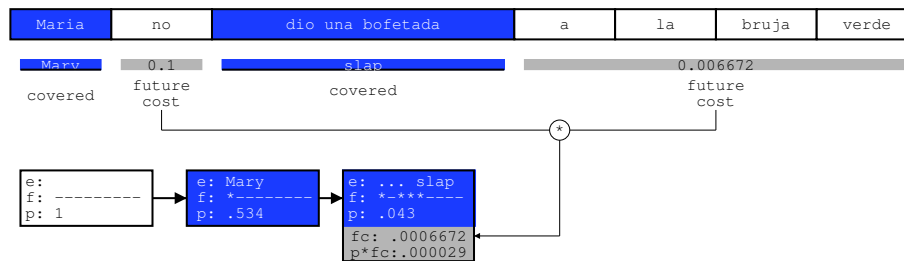 Maria no dio una bofetada a la bruja verde
Mary 0.1 slap 0.006672
covered future cost covered future cost
*
e:
f: ---------
p: 1
e: Mary
f: *--------
p: .534
e: ... slap
f: *-***----
p: .043
fc: .0006672
p*fc:.000029